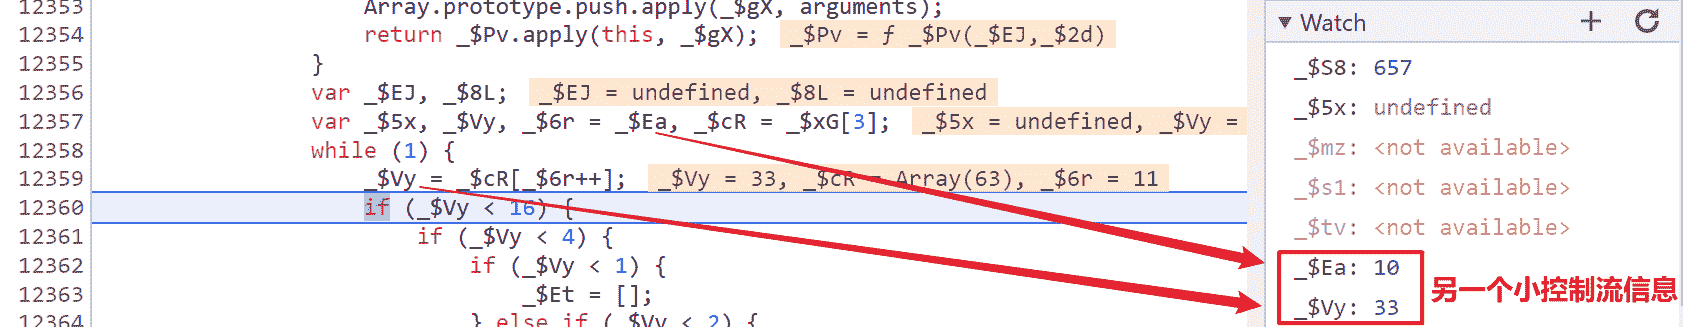 12353 Array.prototype.push.apply(_$gX, arguments);
12354 return _$Pv.apply(this, _$gX); _$Pv = ƒ _$Pv(_$EJ,_$2d)
12355 }
12356 var _$EJ, _$8L; _$EJ = undefined, _$8L = undefined
12357 var _$5x, _$Vy, _$6r = _$Ea, _$cR = _$xG[3]; _$5x = undefined, _$Vy =
12358 while (1) {
12359 _$Vy = _$cR[_$6r++]; _$Vy = 33, _$cR = Array(63), _$6r = 11
12360 if (_$Vy < 16) {
12361 if (_$Vy < 4) {
12362 if (_$Vy < 1) {
12363 _$Et = [];
12364 } else if (_$Vy < 2) {
▼ Watch
_$S8: 657
_$5x: undefined
_$mz: <not available>
_$s1: <not available>
_$tv: <not available>
_$Ea: 10
_$Vy: 33
另一个小控制流信息